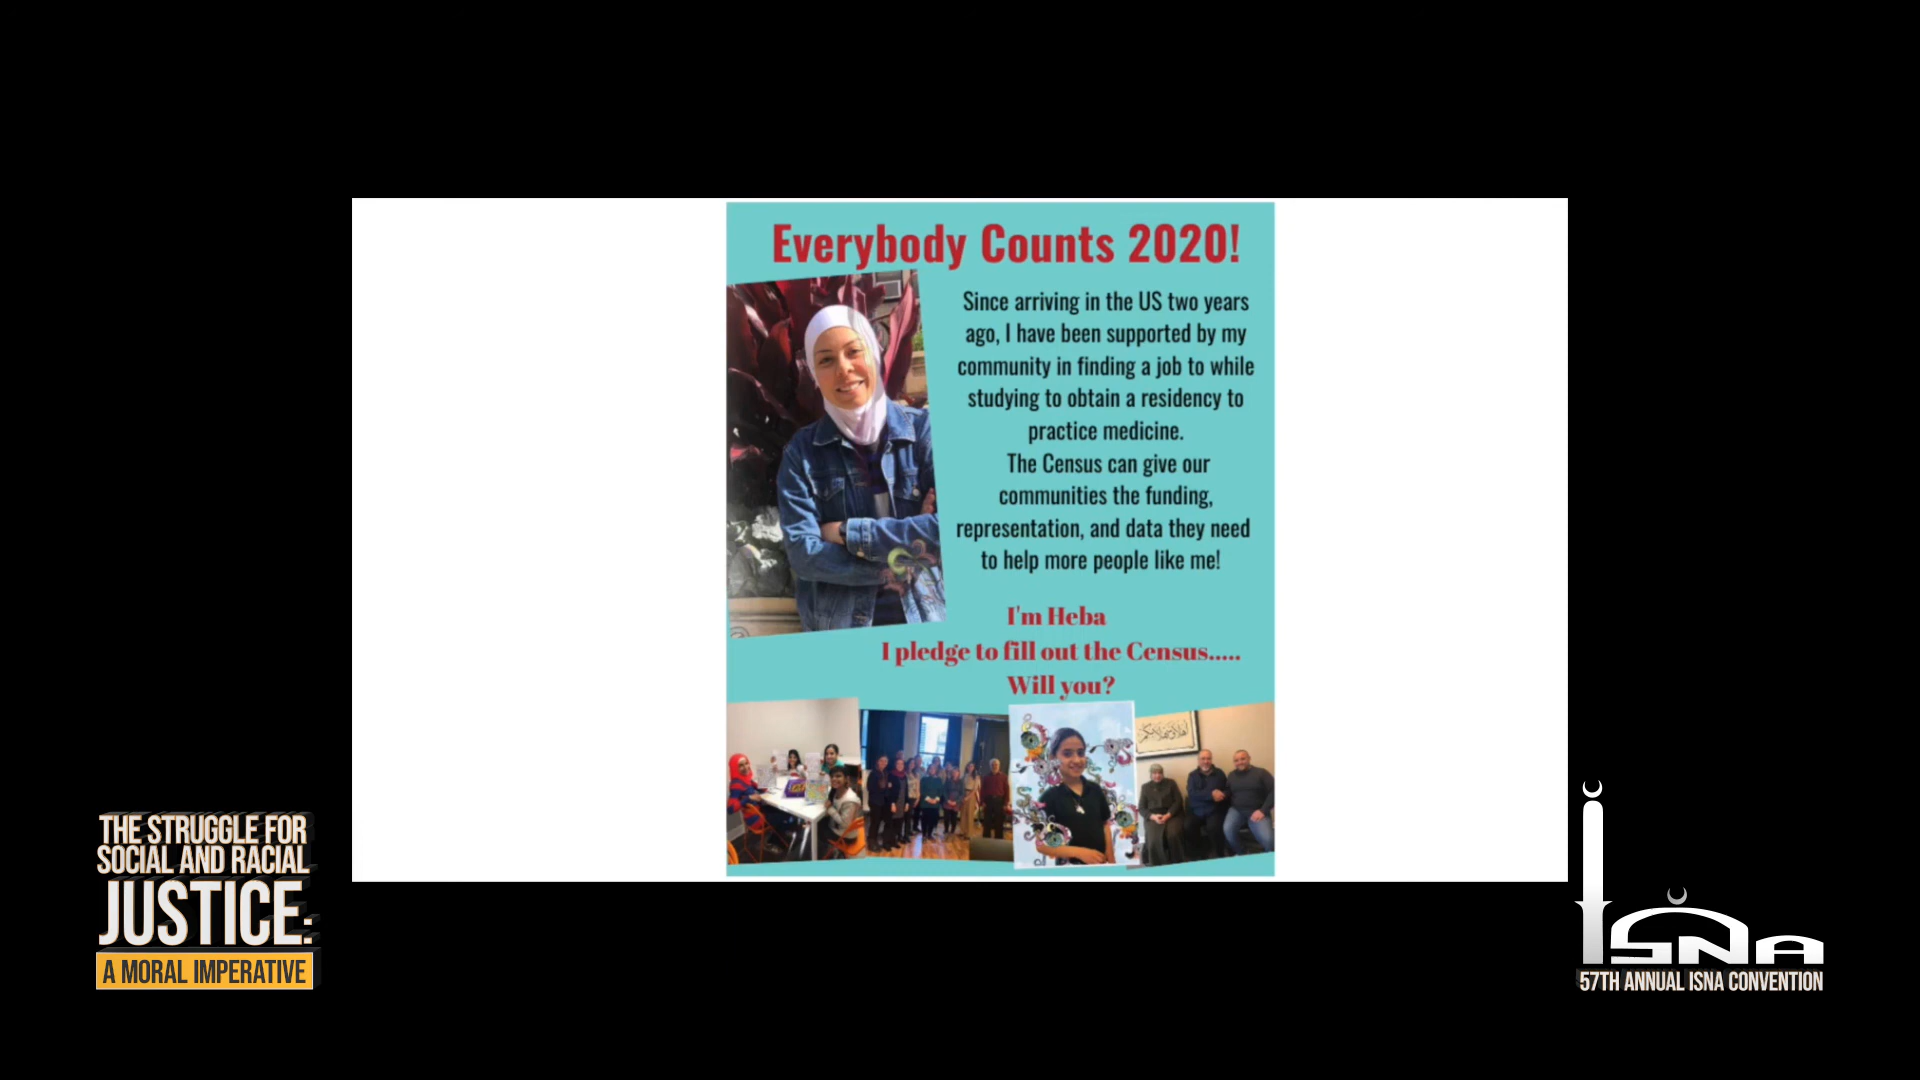 Everybody Counts 2020!
Since arriving in the US two years
ago, I have been supported by my
community in finding a job to while
studying to obtain a residency to
practice medicine.
The Census can give our
communities the funding,
representation, and data they need
to help more people like me!
I'm Heba
I pledge to fill out the Census.....
Will you?
THE STRUGGLE FOR
SOCIAL AND RACIAL
JUSTICE:
A MORAL IMPERATIVE
ISNA
57TH ANNUAL ISNA CONVENTION